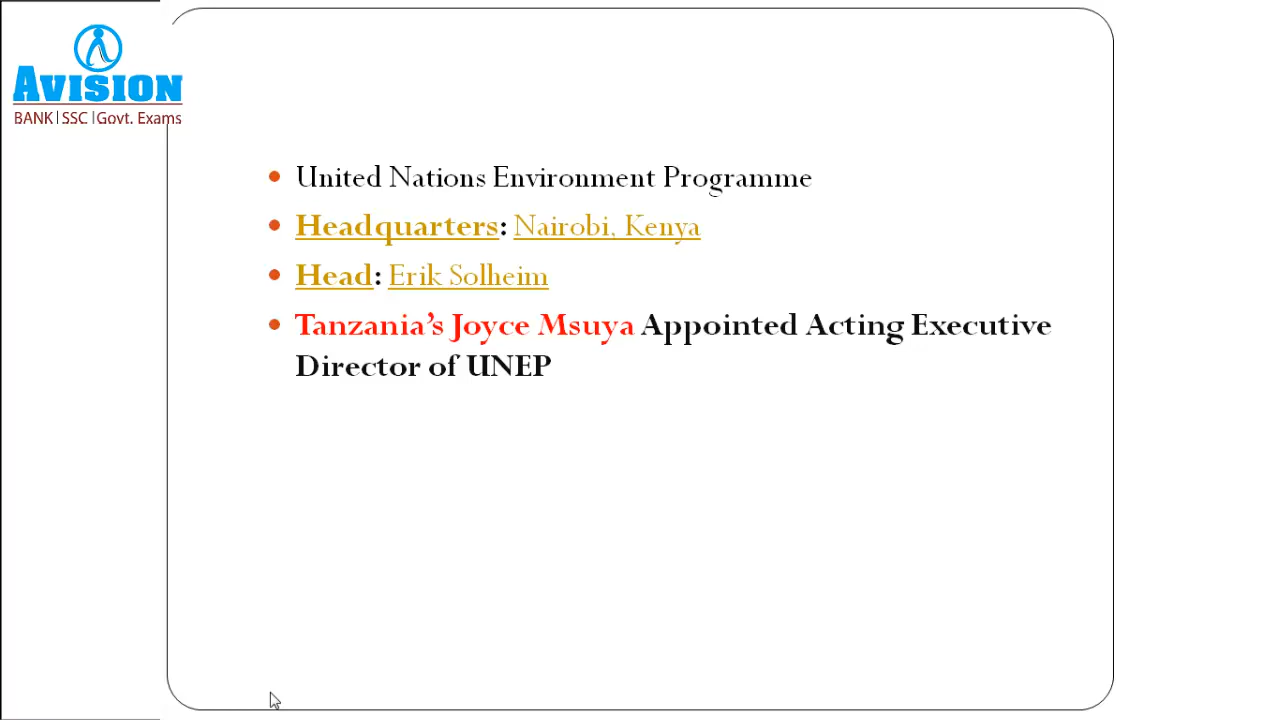 AVISION
BANK|SSC|Govt. Exams
United Nations Environment Programme
Headquarters: Nairobi, Kenya
Head: Erik Solheim
Tanzania's Joyce Msuya Appointed Acting Executive
Director of UNEP